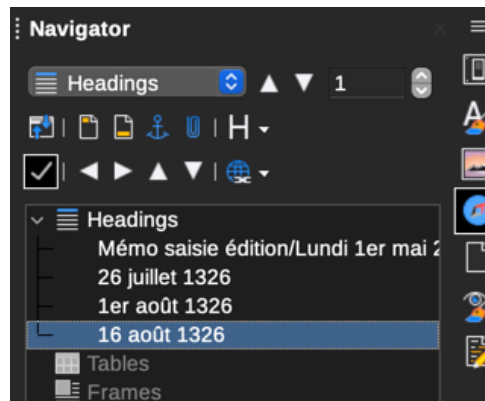 Navigator
Headings
1
H
Headings
Mémo saisie édition/Lundi 1er mai
26 juillet 1326
1er août 1326
16 août 1326
Tables
Frames